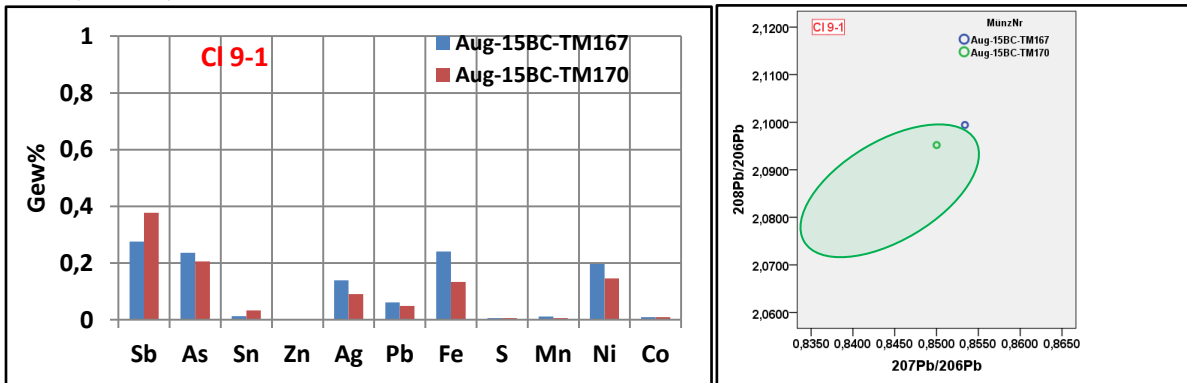 1
0,8
0,6
0,4
0,2
0
Gew%
Cl 9-1
Aug-15BC-TM167
Aug-15BC-TM170
Sb As Sn Zn Ag Pb Fe S Mn Ni Co
Cl 9-1
MünzNr
Aug-15BC-TM167
Aug-15BC-TM170
2,1200
2,1100
2,1000
2,0900
2,0800
2,0700
2,0600
208Pb/206Pb
0,8350 0,8400 0,8450 0,8500 0,8550 0,8600 0,8650
207Pb/206Pb